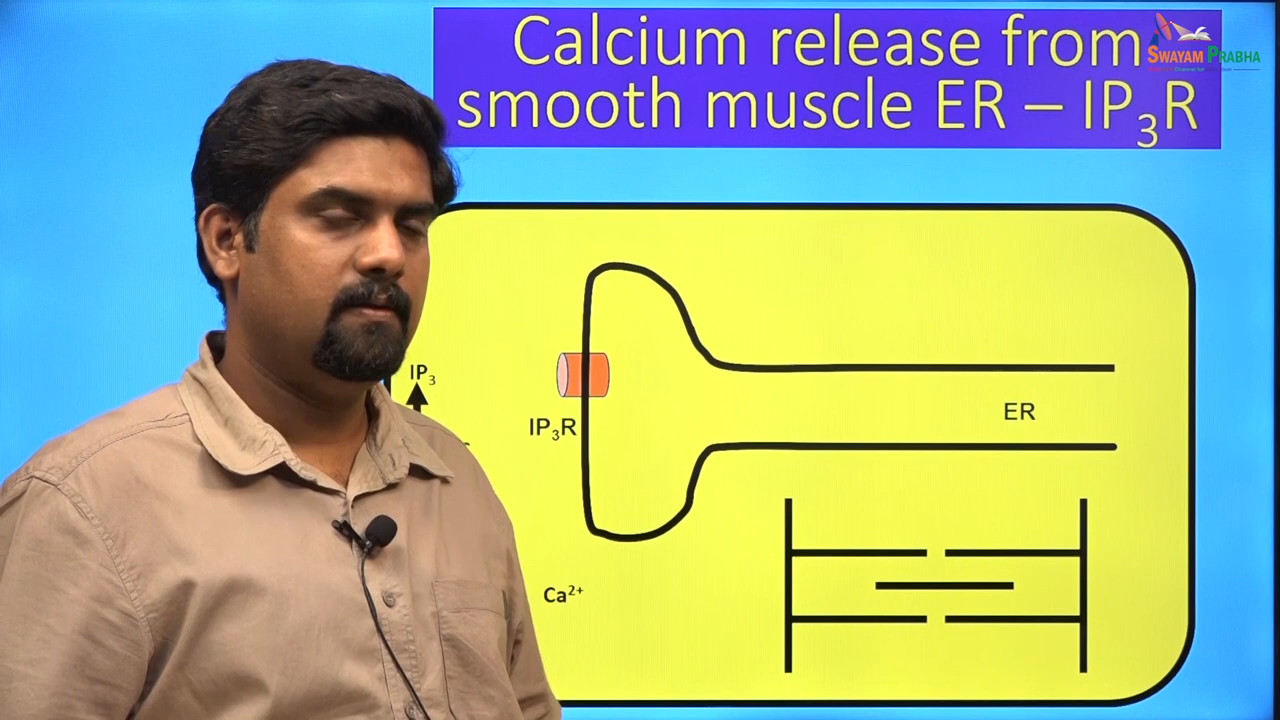 Calcium release from
smooth muscle ER – IP₃R
SWAYAM PRABHA
IP₃
IP₃R
ER
Ca²⁺